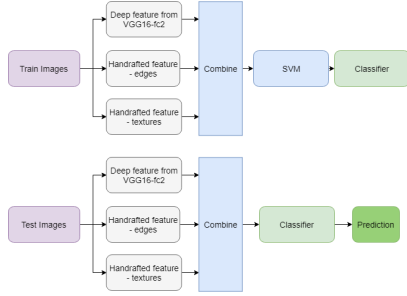 Deep feature from
VGG16-fc2
Train Images
Handrafted feature
- edges
Combine
SVM
Classifier
Handrafted feature
- textures
Deep feature from
VGG16-fc2
Test Images
Handrafted feature
- edges
Combine
Classifier
Prediction
Handrafted feature
- textures